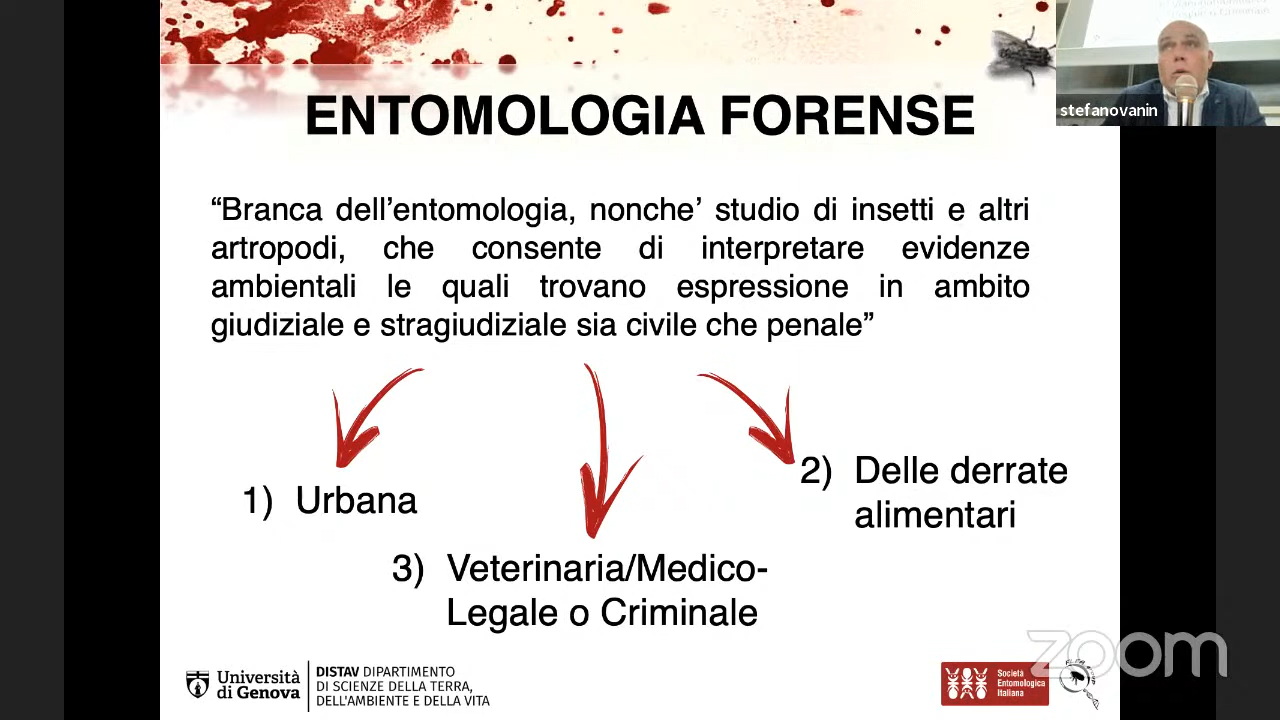 ENTOMOLOGIA FORENSE
stefanovanin
“Branca dell’entomologia, nonche’ studio di insetti e altri
artropodi, che consente di interpretare evidenze
ambientali le quali trovano espressione in ambito
giudiziale e stragiudiziale sia civile che penale”
1) Urbana
2) Delle derrate
alimentari
3) Veterinaria/Medico-
Legale o Criminale
Università
di Genova
DISTAV DIPARTIMENTO
DI SCIENZE DELLA TERRA,
DELL'AMBIENTE E DELLA VITA
Società
Entomologica
Italiana
zoom